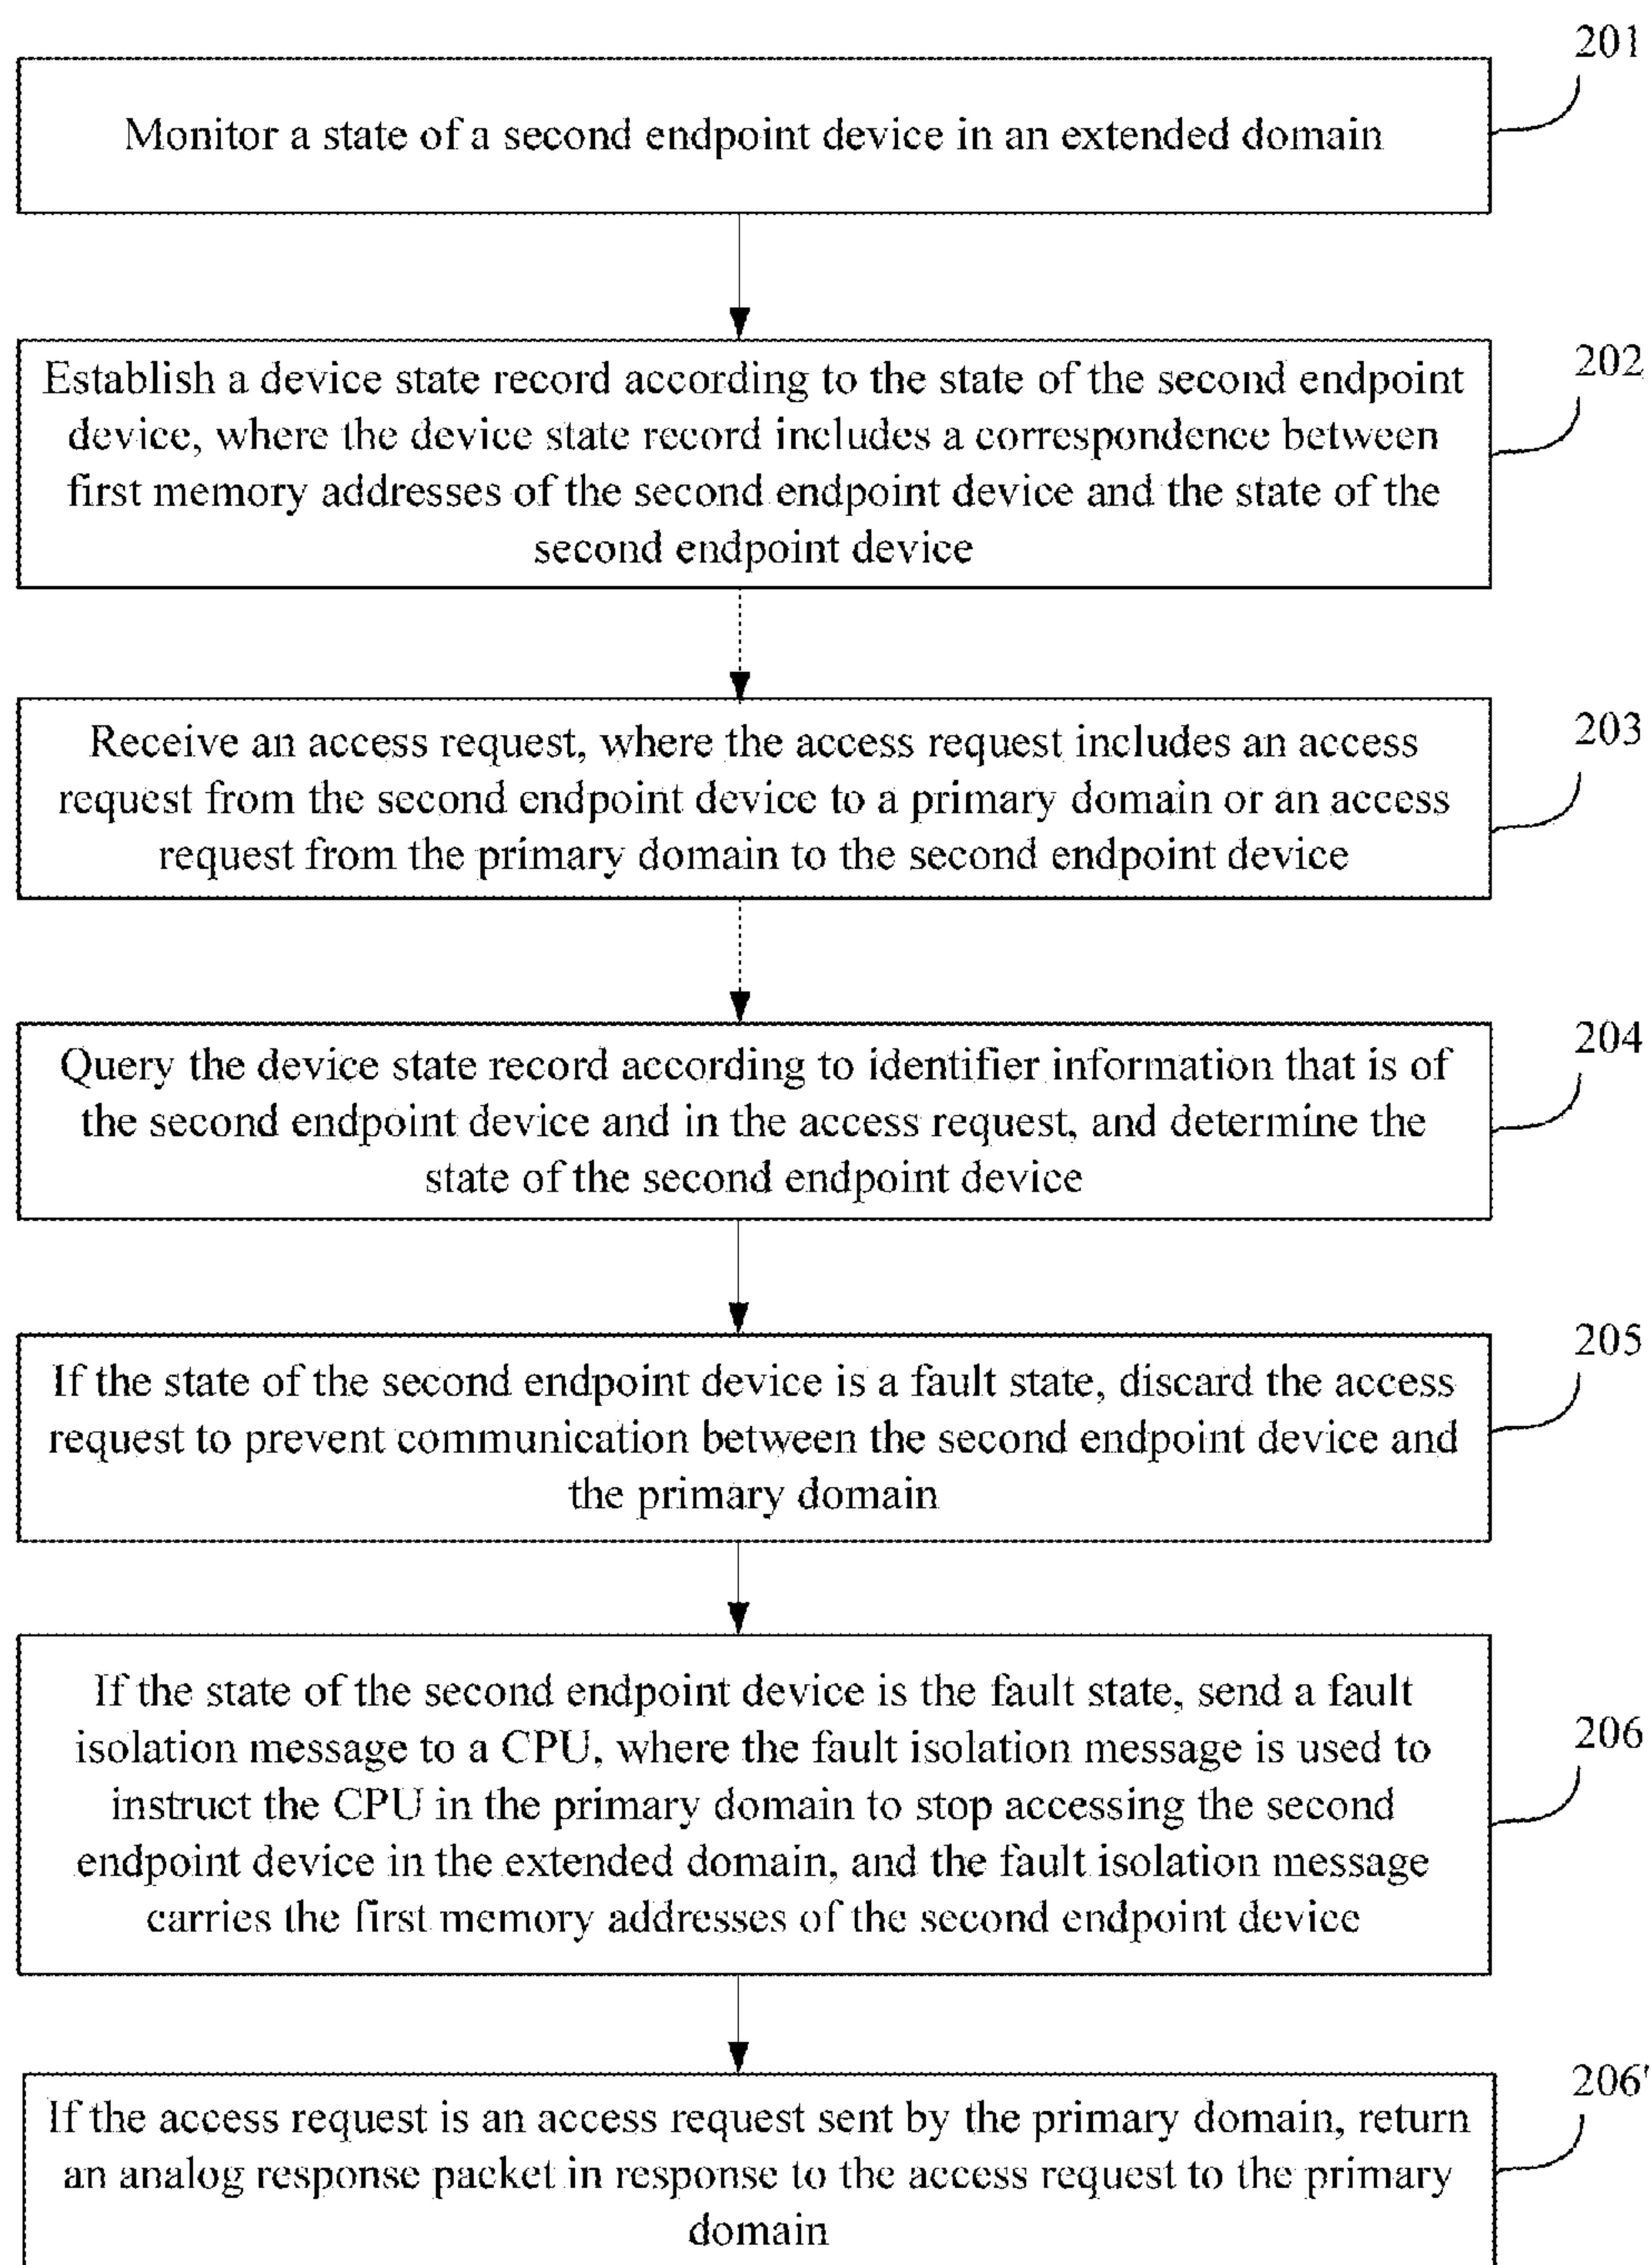 201
Monitor a state of a second endpoint device in an extended domain
202
Establish a device state record according to the state of the second endpoint
device, where the device state record includes a correspondence between
first memory addresses of the second endpoint device and the state of the
second endpoint device
203
Receive an access request, where the access request includes an access
request from the second endpoint device to a primary domain or an access
request from the primary domain to the second endpoint device
204
Query the device state record according to identifier information that is of
the second endpoint device and in the access request, and determine the
state of the second endpoint device
205
If the state of the second endpoint device is a fault state, discard the access
request to prevent communication between the second endpoint device and
the primary domain
206
If the state of the second endpoint device is the fault state, send a fault
isolation message to a CPU, where the fault isolation message is used to
instruct the CPU in the primary domain to stop accessing the second
endpoint device in the extended domain, and the fault isolation message
carries the first memory addresses of the second endpoint device
206'
If the access request is an access request sent by the primary domain, return
an analog response packet in response to the access request to the primary
domain